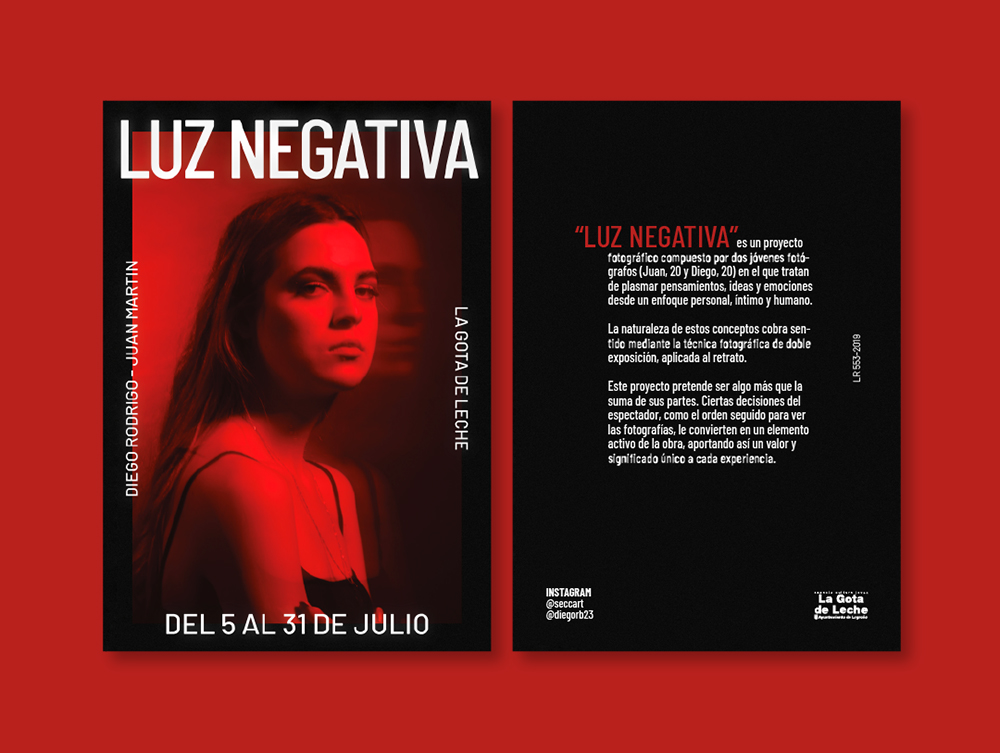 LUZ NEGATIVA
DIEGO RODRIGO - JUAN MARTIN
LA GOTA DE LECHE
DEL 5 AL 31 DE JULIO
“LUZ NEGATIVA” es un proyecto
fotográfico compuesto por dos jóvenes fotó-
grafos (Juan, 20 y Diego, 20) en el que tratan
de plasmar pensamientos, ideas y emociones
desde un enfoque personal, íntimo y humano.
La naturaleza de estos conceptos cobra sen-
tido mediante la técnica fotográfica de doble
exposición, aplicada al retrato.
Este proyecto pretende ser algo más que la
suma de sus partes. Ciertas decisiones del
espectador, como el orden seguido para ver
las fotografías, le convierten en un elemento
activo de la obra, aportando así un valor y
significado único a cada experiencia.
LR 553-2019
INSTAGRAM
@seccart
@diegorb23
La Gota
de Leche
Ayuntamiento de Logroño